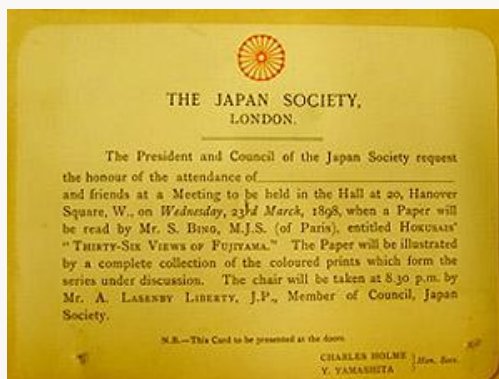 THE JAPAN SOCIETY,
LONDON.
The President and Council of the Japan Society request
the honour of the attendance of
and friends at a Meeting to be held in the Hall at 20, Hanover
Square, W., on Wednesday, 23rd March, 1898, when a Paper will
be read by Mr. S. BING, M.J.S. (of Paris), entitled HOKUSAIS'
"THIRTY-SIX VIEWS OF FUJIYAMA." The Paper will be illustrated
by a complete collection of the coloured prints which form the
series under discussion. The chair will be taken at 8.30 p.m. by
Mr. A. LASENBY LIBERTY, J.P., Member of Council, Japan
Society.
N.B.—This Card to be presented at the doors.
CHARLES HOLME
Y. YAMASHITA
Hon. Secs.